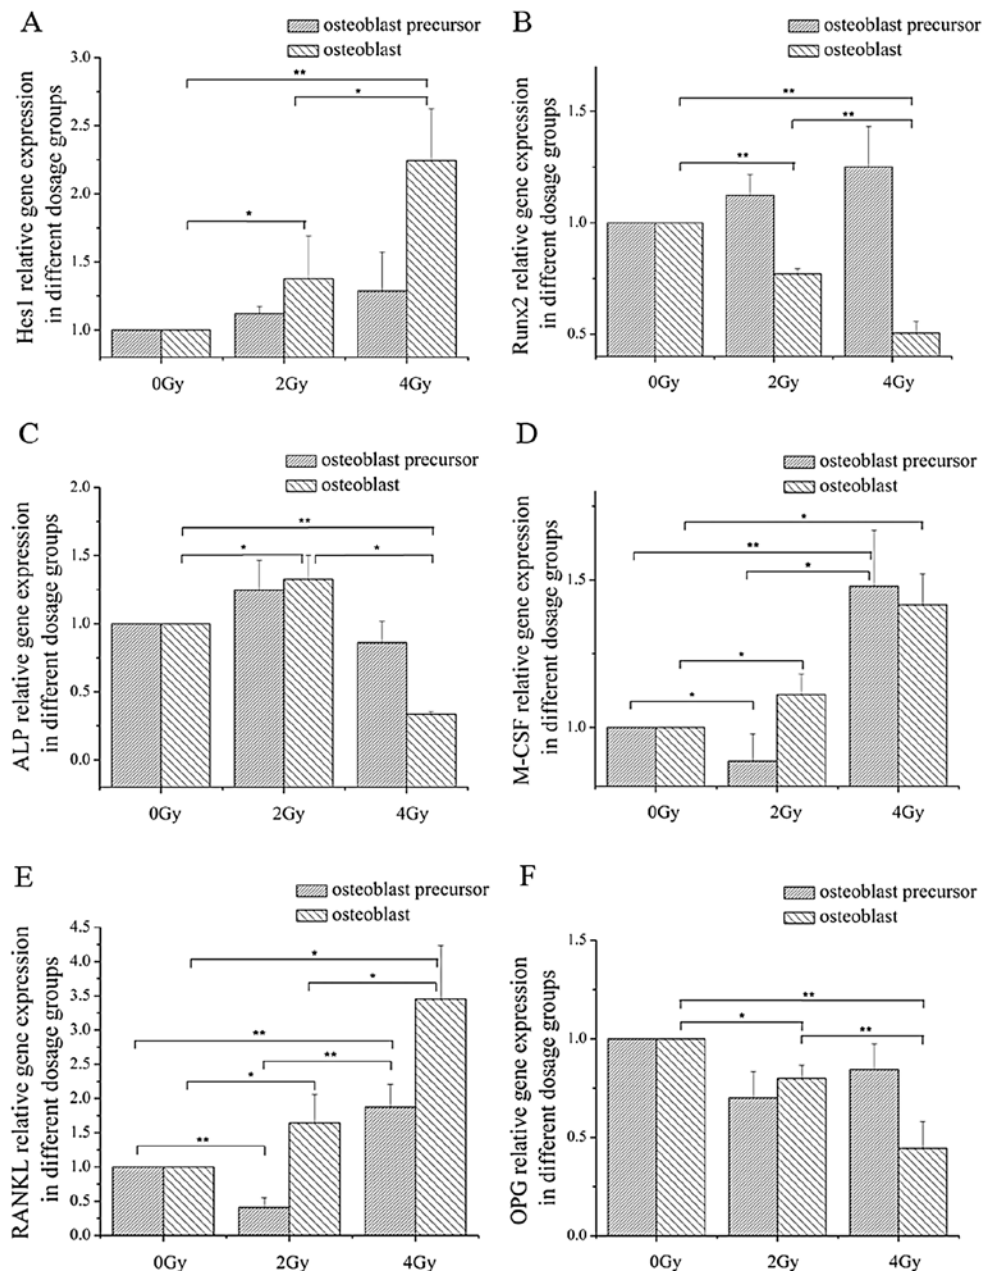 A
osteoblast precursor
osteoblast
Hes1 relative gene expression
in different dosage groups
3.0
2.5
2.0
1.5
1.0
**
*
*
0Gy
2Gy
4Gy
B
osteoblast precursor
osteoblast
Runx2 relative gene expression
in different dosage groups
1.5
1.0
0.5
**
**
**
0Gy
2Gy
4Gy
C
osteoblast precursor
osteoblast
ALP relative gene expression
in different dosage groups
2.0
1.5
1.0
0.5
0.0
**
*
*
0Gy
2Gy
4Gy
D
osteoblast precursor
osteoblast
M-CSF relative gene expression
in different dosage groups
1.5
1.0
*
**
*
*
*
0Gy
2Gy
4Gy
E
osteoblast precursor
osteoblast
RANKL relative gene expression
in different dosage groups
4.5
4.0
3.5
3.0
2.5
2.0
1.5
1.0
0.5
0.0
*
*
**
**
*
**
0Gy
2Gy
4Gy
F
osteoblast precursor
osteoblast
OPG relative gene expression
in different dosage groups
1.5
1.0
0.5
0.0
**
*
**
0Gy
2Gy
4Gy